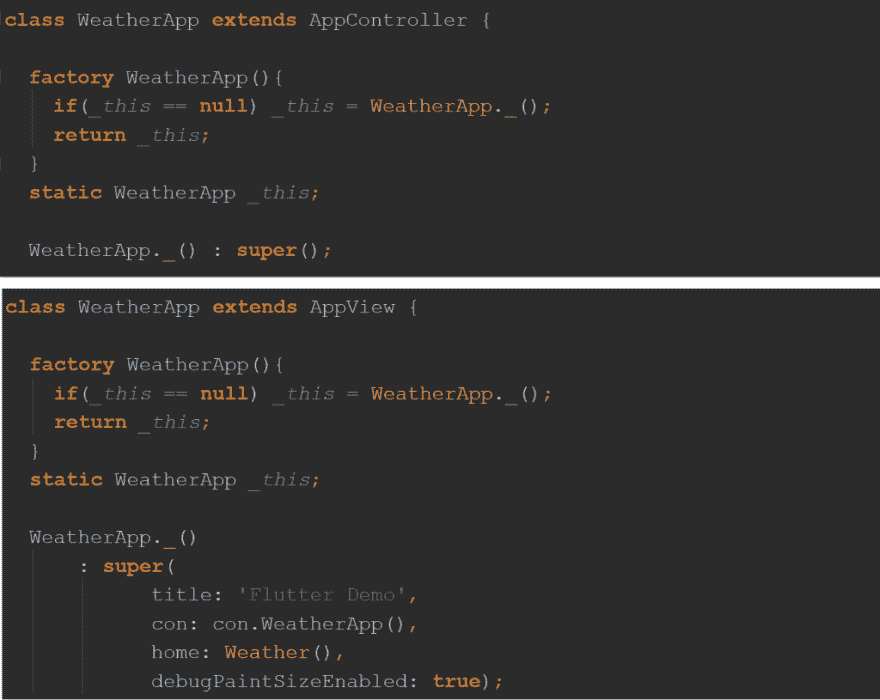 class WeatherApp extends AppController {
factory WeatherApp(){
if(_this == null) _this = WeatherApp._();
return _this;
}
static WeatherApp _this;
WeatherApp._() : super();
class WeatherApp extends AppView {
factory WeatherApp(){
if(_this == null) _this = WeatherApp._();
return _this;
}
static WeatherApp _this;
WeatherApp._()
: super(
title: 'Flutter Demo',
con: con.WeatherApp(),
home: Weather(),
debugPaintSizeEnabled: true);